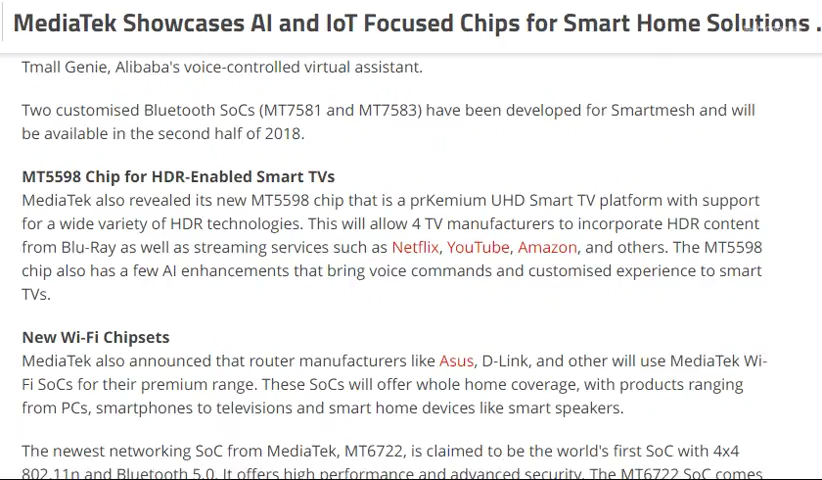 MediaTek Showcases AI and IoT Focused Chips for Smart Home Solutions .
Tmall Genie, Alibaba's voice-controlled virtual assistant.
Two customised Bluetooth SoCs (MT7581 and MT7583) have been developed for Smartmesh and will
be available in the second half of 2018.
MT5598 Chip for HDR-Enabled Smart TVs
MediaTek also revealed its new MT5598 chip that is a prKemium UHD Smart TV platform with support
for a wide variety of HDR technologies. This will allow 4 TV manufacturers to incorporate HDR content
from Blu-Ray as well as streaming services such as Netflix, YouTube, Amazon, and others. The MT5598
chip also has a few AI enhancements that bring voice commands and customised experience to smart
TVs.
New Wi-Fi Chipsets
MediaTek also announced that router manufacturers like Asus, D-Link, and other will use MediaTek Wi-
Fi SoCs for their premium range. These SoCs will offer whole home coverage, with products ranging
from PCs, smartphones to televisions and smart home devices like smart speakers.
The newest networking SoC from MediaTek, MT6722, is claimed to be the world's first SoC with 4x4
802.11n and Bluetooth 5.0. It offers high performance and advanced security. The MT6722 SoC comes